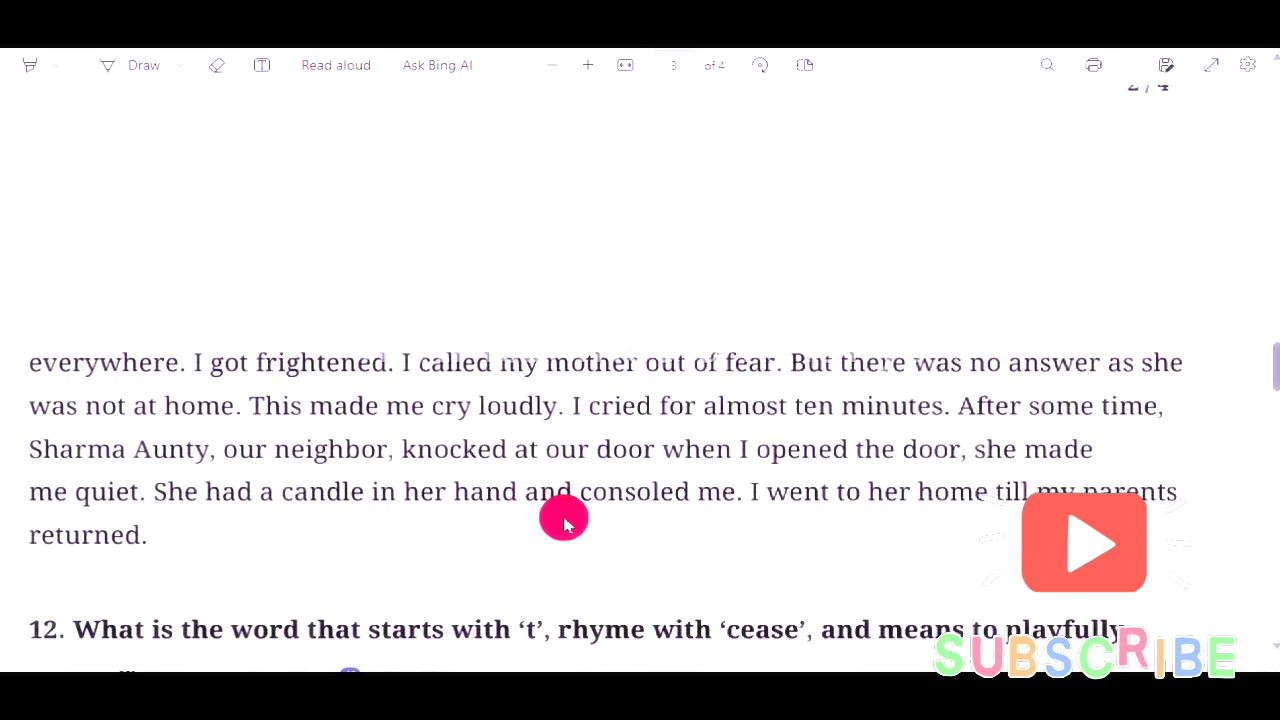 Draw
Read aloud
Ask Bing AI
3 of 4
2 / 4
everywhere. I got frightened. I called my mother out of fear. But there was no answer as she
was not at home. This made me cry loudly. I cried for almost ten minutes. After some time,
Sharma Aunty, our neighbor, knocked at our door when I opened the door, she made
me quiet. She had a candle in her hand and consoled me. I went to her home till my parents
returned.
12. What is the word that starts with ‘t’, rhyme with ‘cease’, and means to playfully
SUBSCRIBE